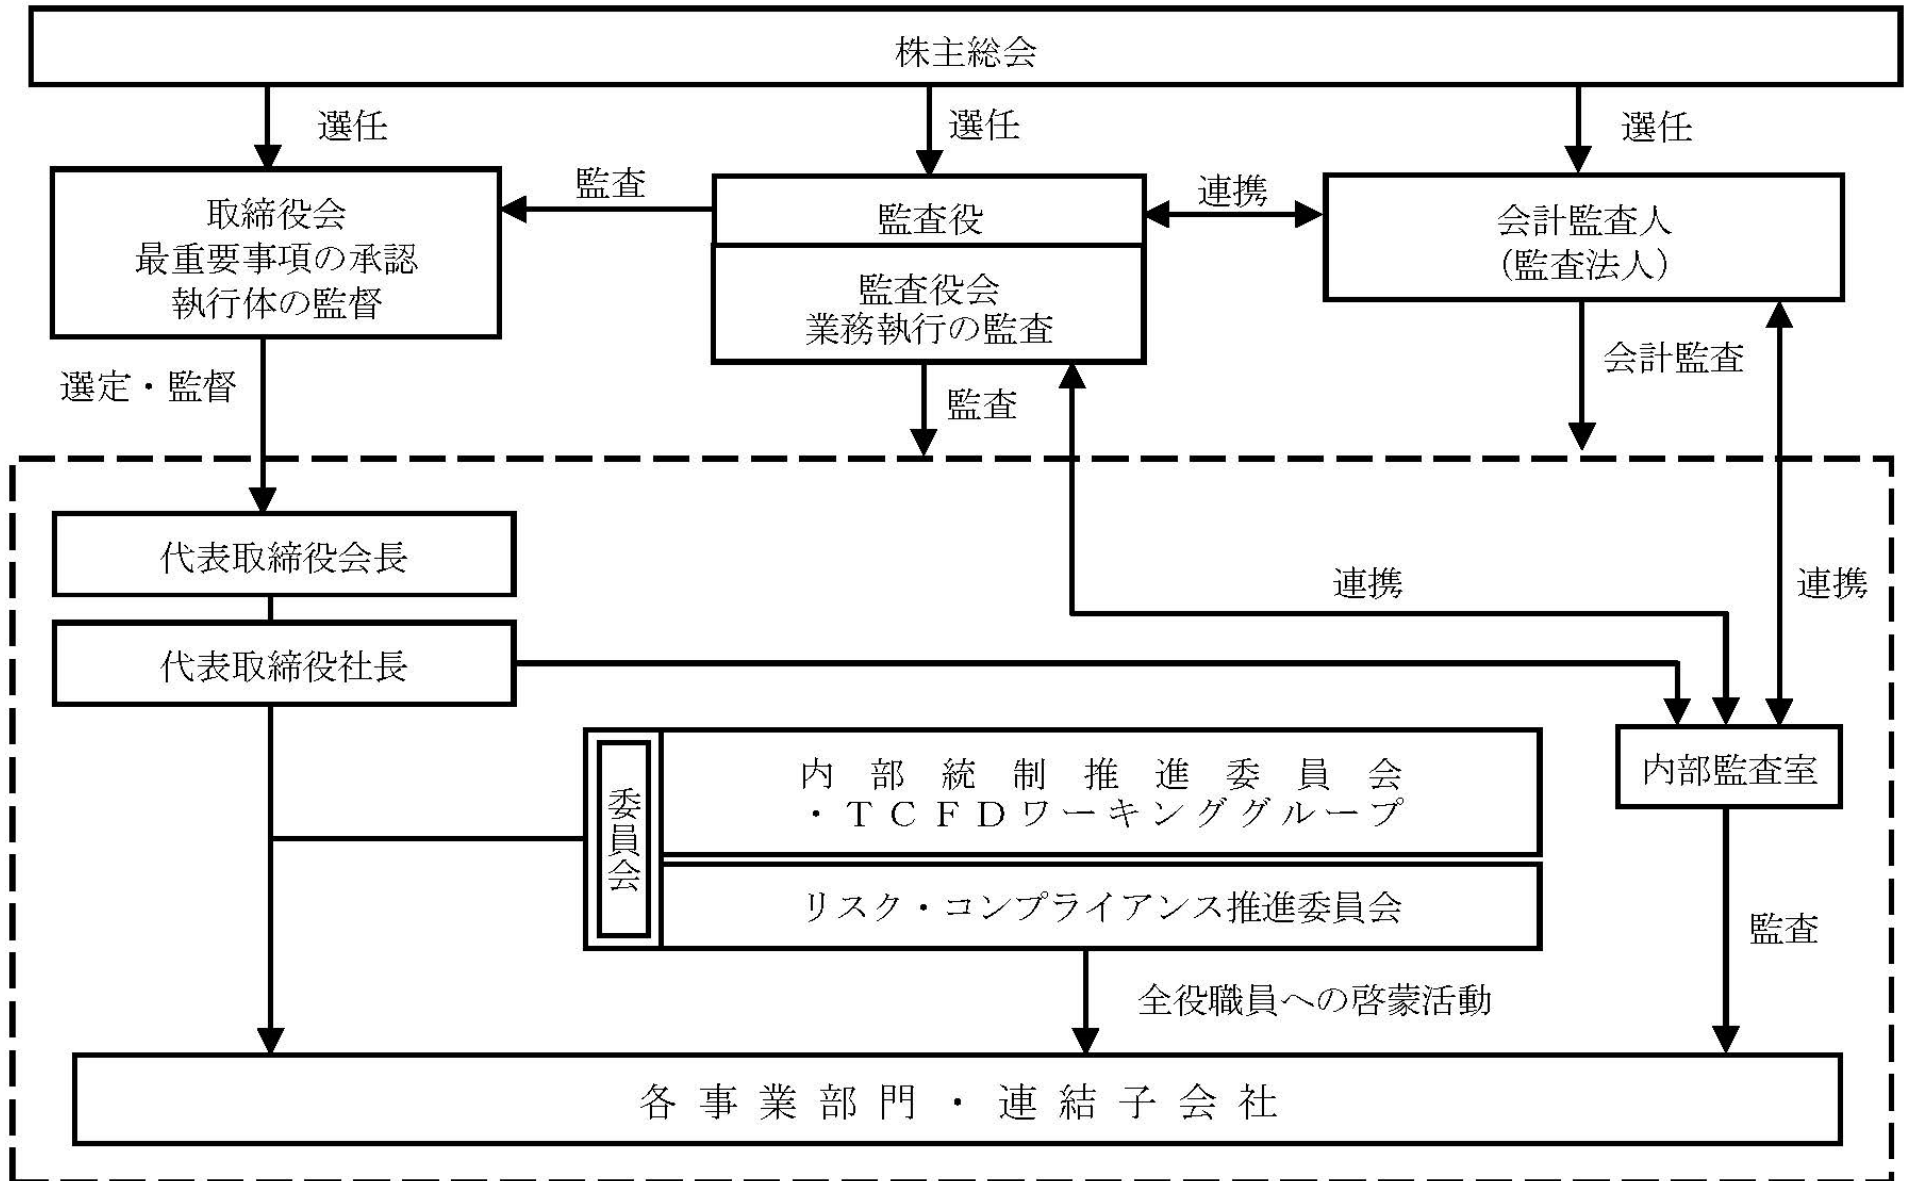 株主総会
選任
選任
選任
取締役会
最重要事項の承認
執行体の監督
監査
監査役
監査役会
業務執行の監査
連携
会計監査人
（監査法人）
選定・監督
監査
会計監査
代表取締役会長
代表取締役社長
連携
連携
委員会
内部統制推進委員会
・ＴＣＦＤワーキンググループ
リスク・コンプライアンス推進委員会
内部監査室
監査
全役職員への啓蒙活動
各事業部門・連結子会社